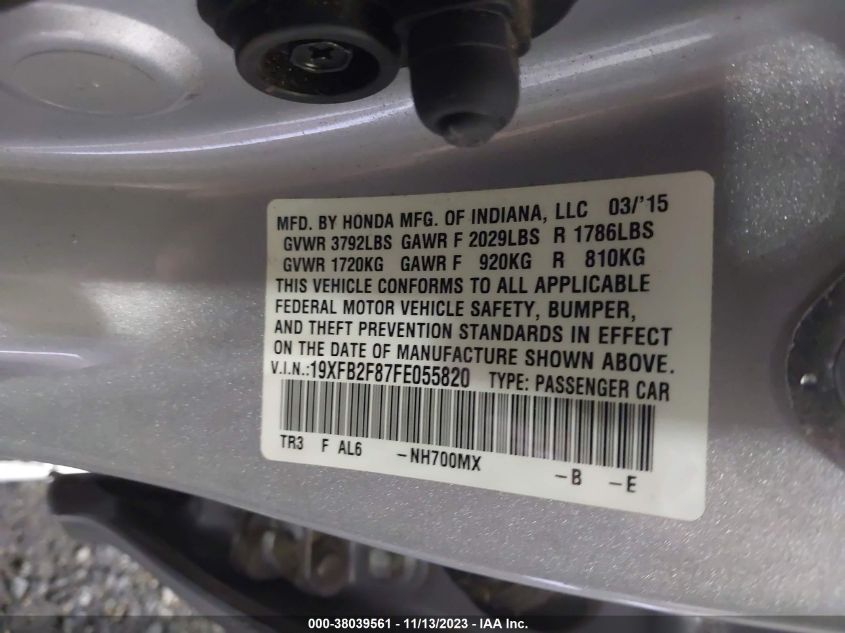 MFD. BY HONDA MFG. OF INDIANA, LLC 03/'15
GVWR 3792LBS GAWR F 2029LBS R 1786LBS
GVWR 1720KG GAWR F 920KG R 810KG
THIS VEHICLE CONFORMS TO ALL APPLICABLE
FEDERAL MOTOR VEHICLE SAFETY, BUMPER,
AND THEFT PREVENTION STANDARDS IN EFFECT
ON THE DATE OF MANUFACTURE SHOWN ABOVE.
V.I.N.:19XFB2F87FE055820 TYPE: PASSENGER CAR
TR3 F AL6 -NH700MX -B -E
000-38039561 - 11/13/2023 - IAA Inc.